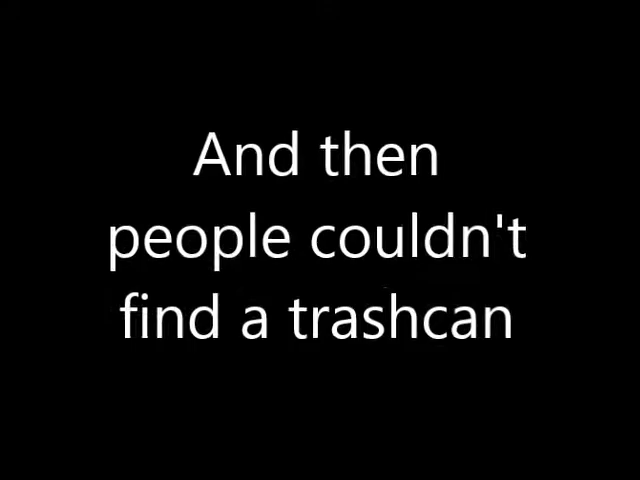 And then
people couldn't
find a trashcan